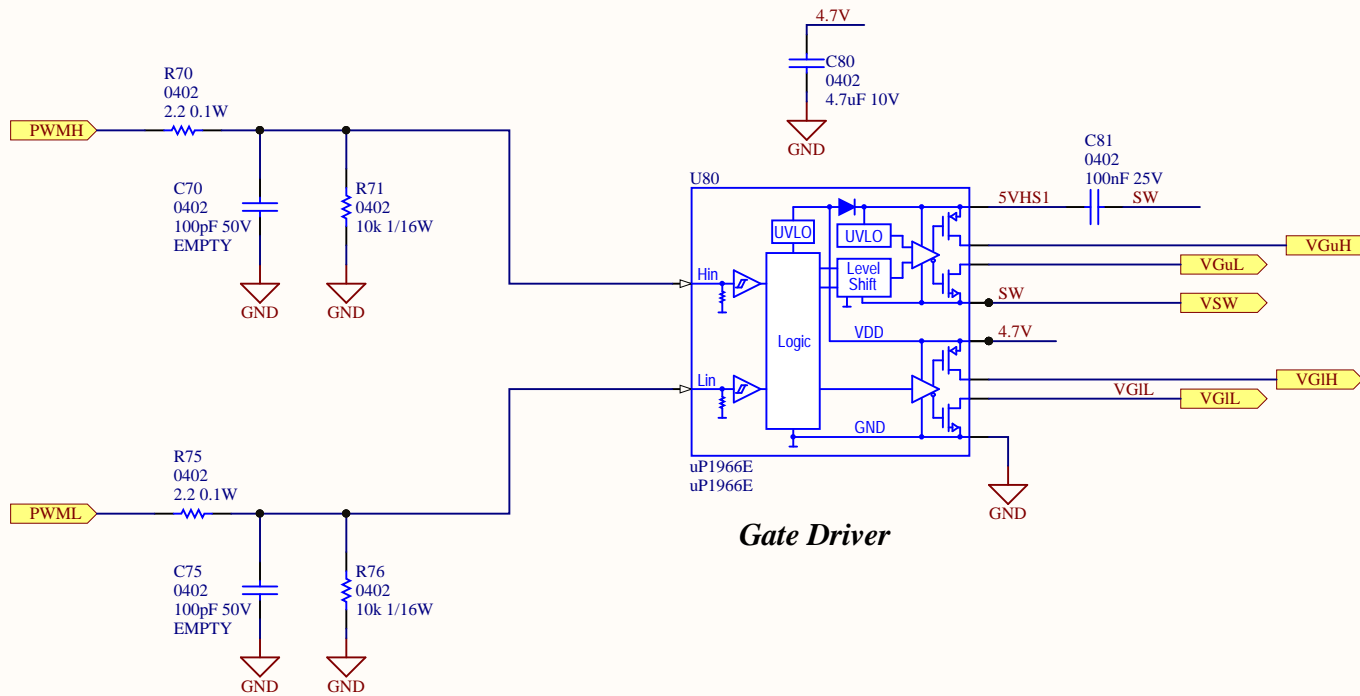 4.7V
C80
0402
4.7uF 10V
GND
R70
0402
2.2 0.1W
PWMH
C70
0402
100pF 50V
EMPTY
R71
0402
10k 1/16W
GND
GND
C81
0402
100nF 25V
5VHS1
SW
U80
UVLO
UVLO
Hin
Level
Shift
Logic
VDD
Lin
GND
VGuH
VGuL
SW
VSW
4.7V
VGlH
VGlL
VGlL
GND
uP1966E
uP1966E
Gate Driver
R75
0402
2.2 0.1W
PWML
C75
0402
100pF 50V
EMPTY
R76
0402
10k 1/16W
GND
GND